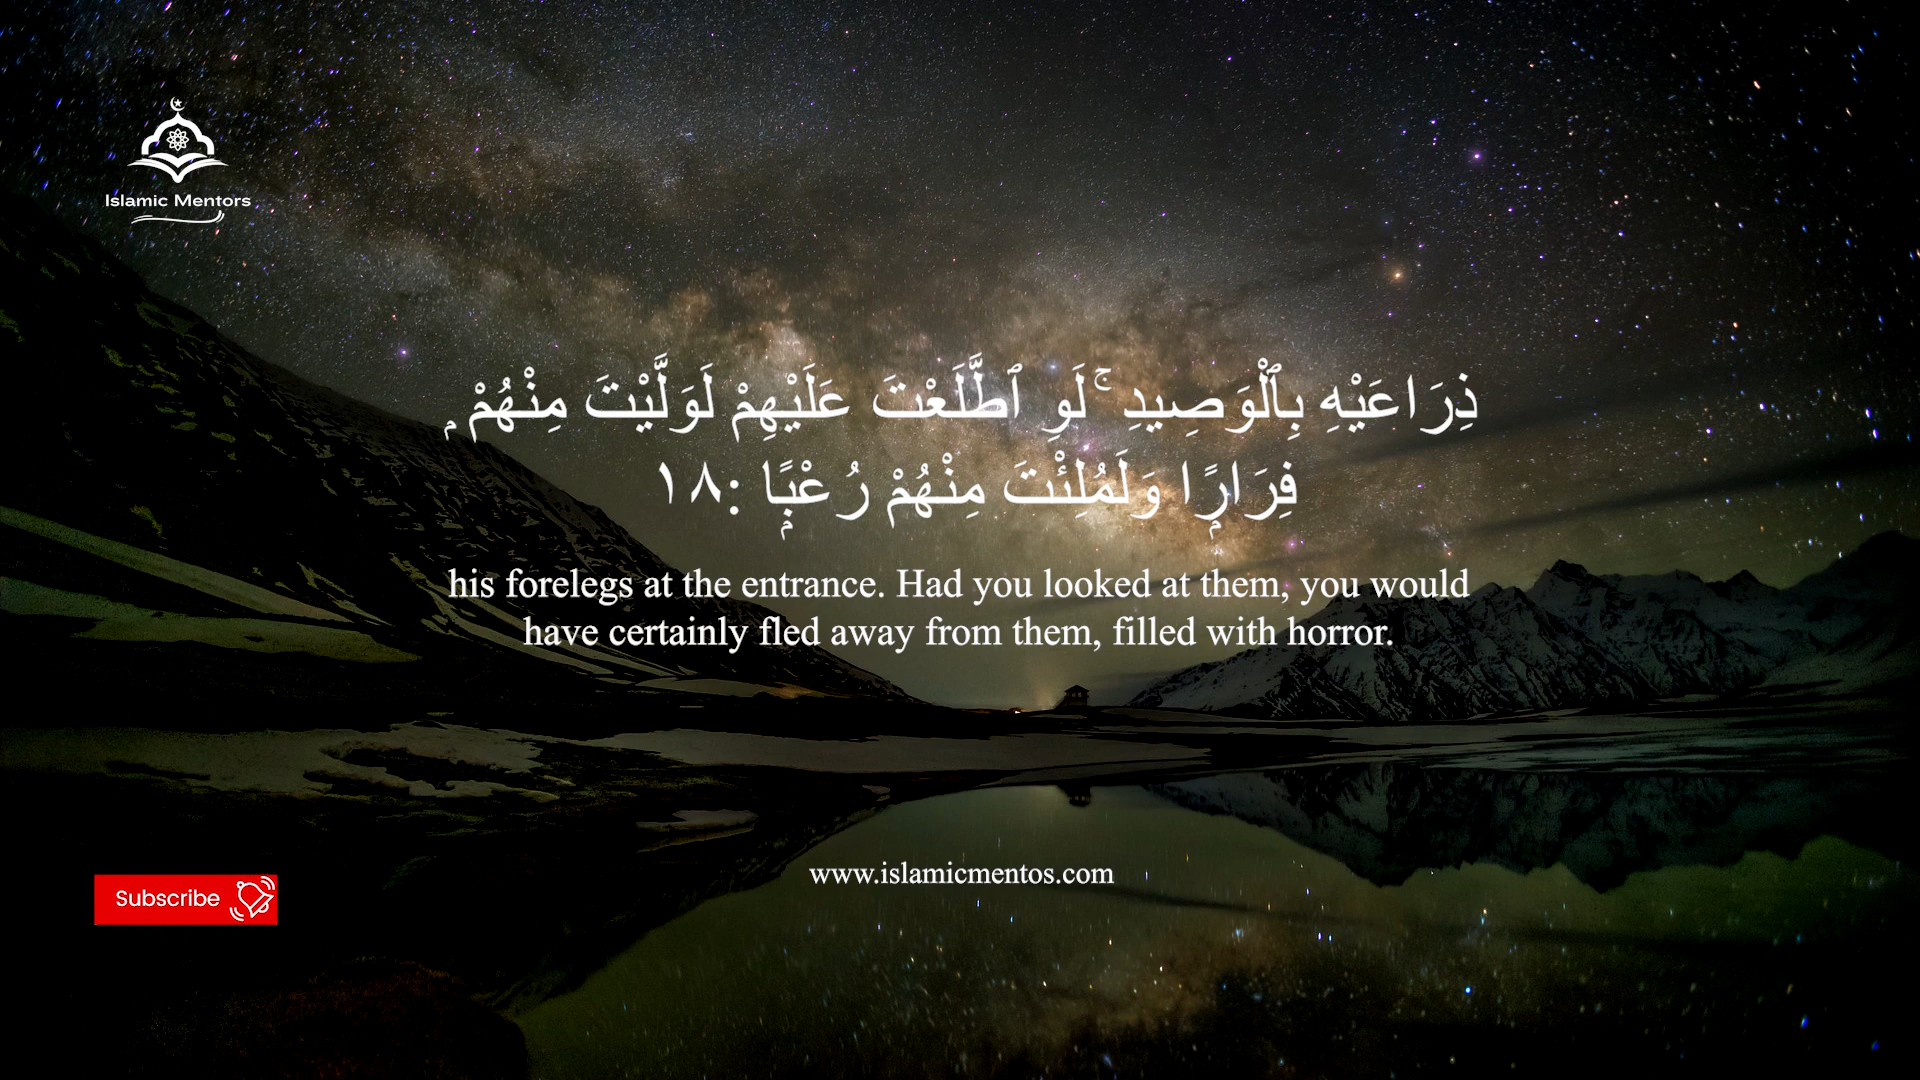 Islamic Mentors
ذِرَاعَيْهِ بِٱلْوَصِيدِ ۚ لَوِ ٱطَّلَعْتَ عَلَيْهِمْ لَوَلَّيْتَ مِنْهُمْ ۭ
فِرَارًۭا وَلَمُلِئْتَ مِنْهُمْ رُعْبًۭا :١٨
his forelegs at the entrance. Had you looked at them, you would
have certainly fled away from them, filled with horror.
www.islamicmentos.com
Subscribe